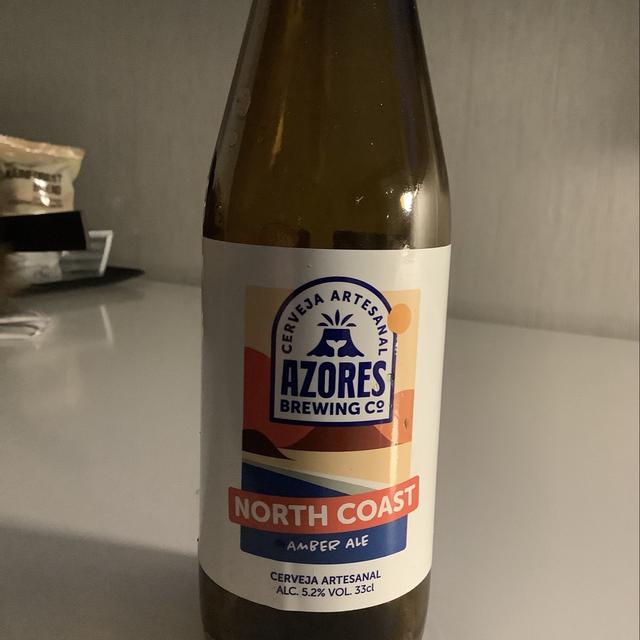 CERVEJA ARTESANAL
AZORES
BREWING Co
NORTH COAST
AMBER ALE
CERVEJA ARTESANAL
ALC. 5.2% VOL. 33cl